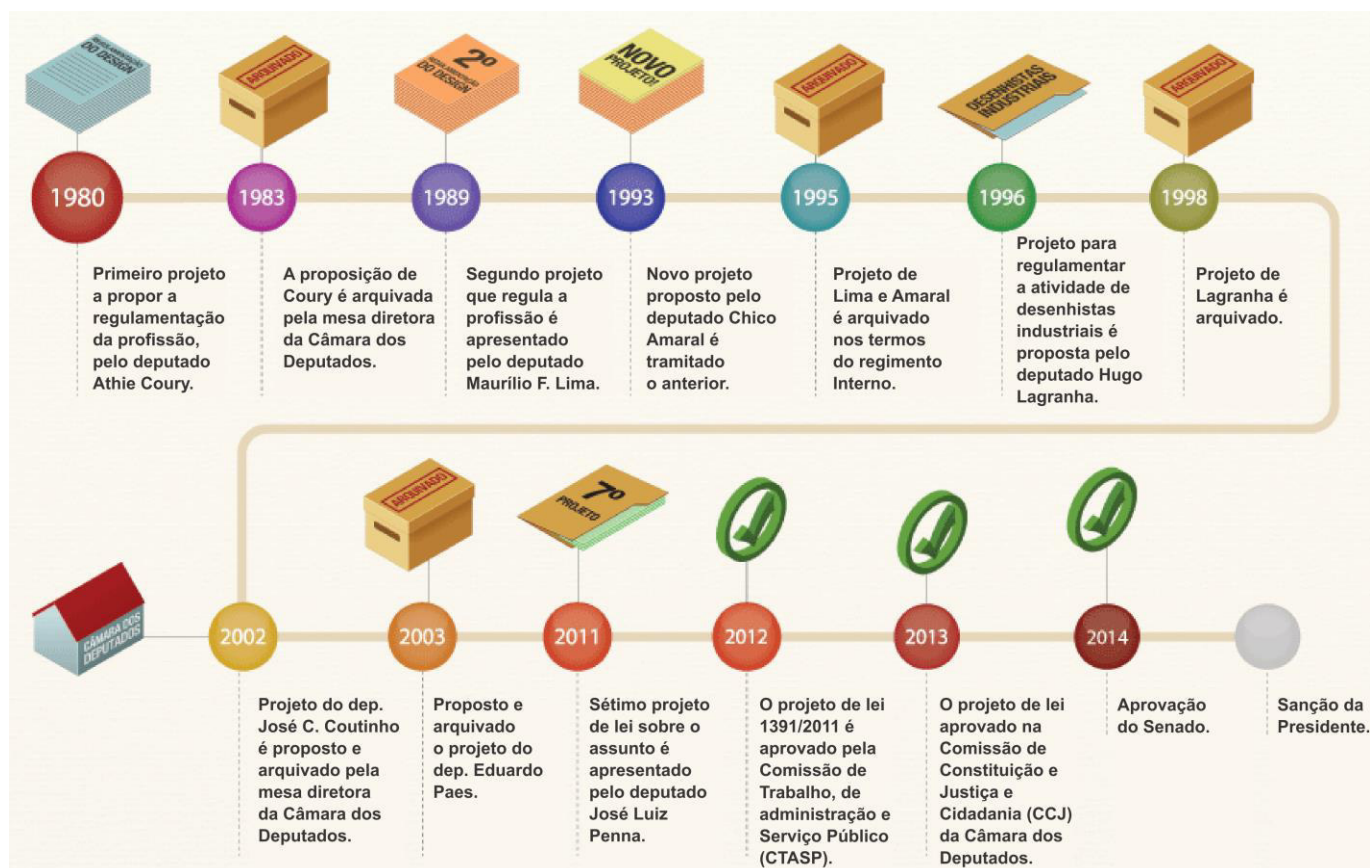 REGULAMENTAÇÃO
DO DESIGN
ARQUIVADO
2º
REGULAMENTAÇÃO
DO DESIGN
NOVO
PROJETO!
ARQUIVADO
DESENHISTAS
INDUSTRIAIS
ARQUIVADO
1980
1983
1989
1993
1995
1996
1998
Primeiro projeto
a propor a
regulamentação
da profissão,
pelo deputado
Athie Coury.
A proposição de
Coury é arquivada
pela mesa diretora
da Câmara dos
Deputados.
Segundo projeto
que regula a
profissão é
apresentado
pelo deputado
Maurílio F. Lima.
Novo projeto
proposto pelo
deputado Chico
Amaral é
tramitado
o anterior.
Projeto de
Lima e Amaral
é arquivado
nos termos
do regimento
Interno.
Projeto para
regulamentar
a atividade de
desenhistas
industriais é
proposta pelo
deputado Hugo
Lagranha.
Projeto de
Lagranha é
arquivado.
ARQUIVADO
7º
PROJETO
CÂMARA DOS
DEPUTADOS
2002
2003
2011
2012
2013
2014
Projeto do dep.
José C. Coutinho
é proposto e
arquivado pela
mesa diretora
da Câmara dos
Deputados.
Proposto e
arquivado
o projeto do
dep. Eduardo
Paes.
Sétimo projeto
de lei sobre o
assunto é
apresentado
pelo deputado
José Luiz
Penna.
O projeto de lei
1391/2011 é
aprovado pela
Comissão de
Trabalho, de
administração e
Serviço Público
(CTASP).
O projeto de lei
aprovado na
Comissão de
Constituição e
Justiça e
Cidadania (CCJ)
da Câmara dos
Deputados.
Aprovação
do Senado.
Sanção da
Presidente.